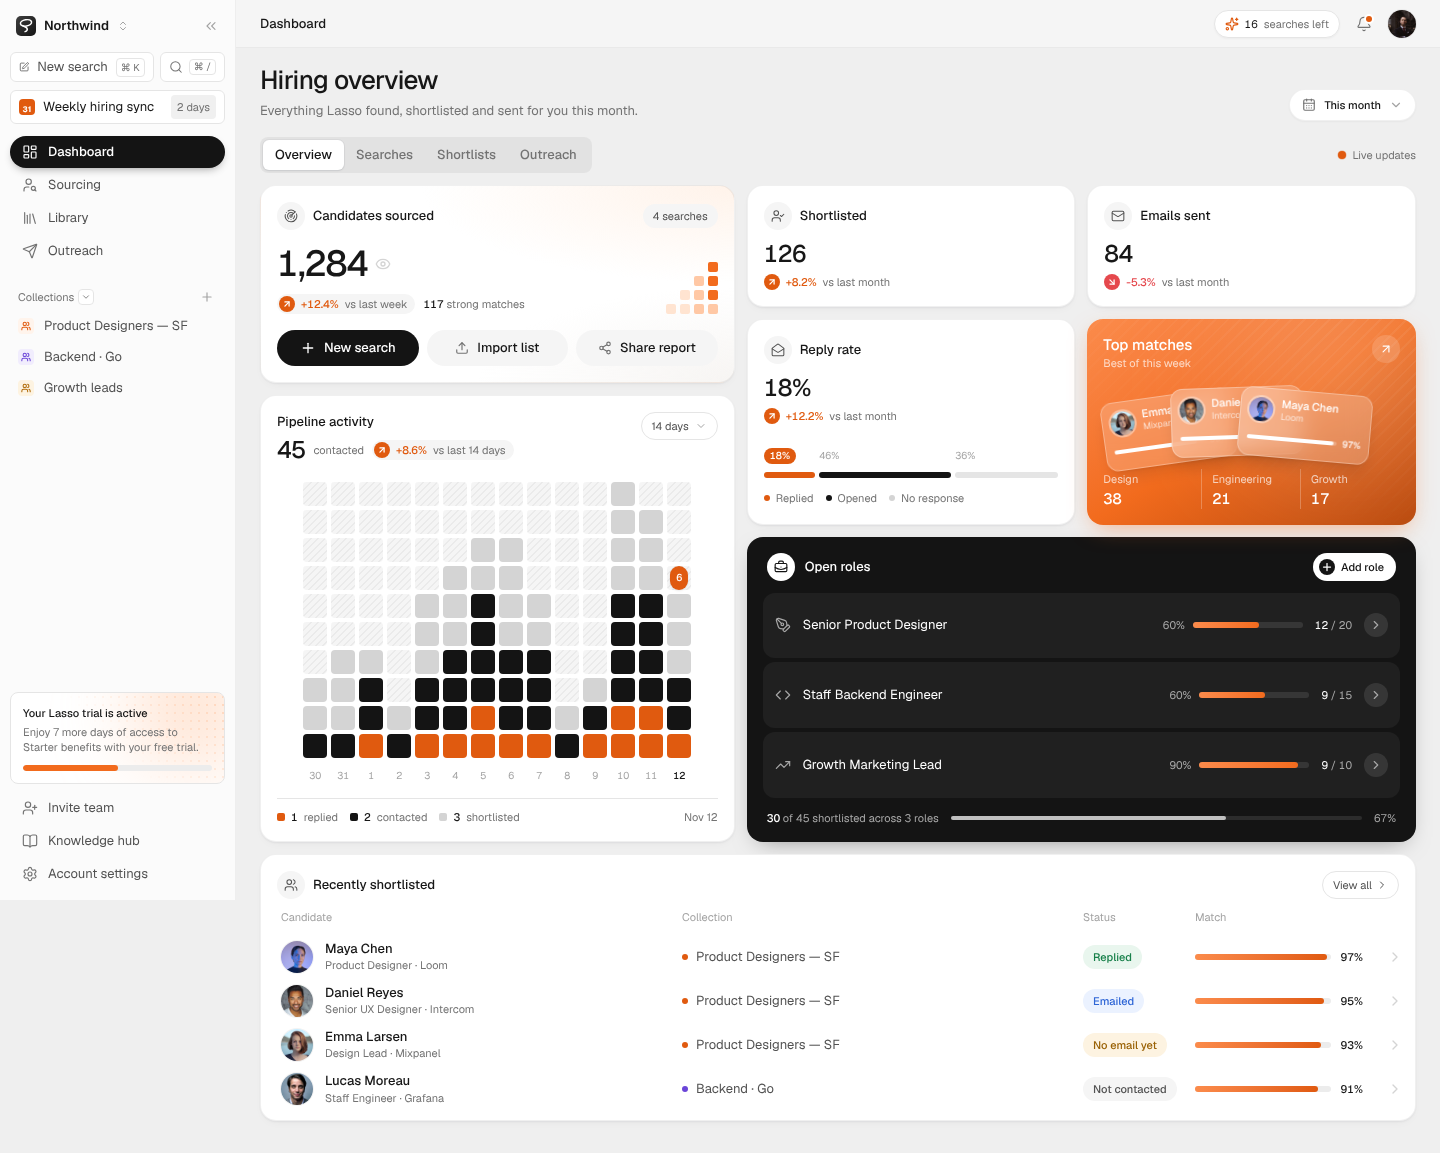 Northwind
New search ⌘ K
⌘ /
31 Weekly hiring sync 2 days
Dashboard
Sourcing
Library
Outreach
Collections
Product Designers — SF
Backend · Go
Growth leads
Your Lasso trial is active
Enjoy 7 more days of access to
Starter benefits with your free trial.
Invite team
Knowledge hub
Account settings
Dashboard
16 searches left
Hiring overview
Everything Lasso found, shortlisted and sent for you this month.
This month
Overview Searches Shortlists Outreach
Live updates
Candidates sourced
4 searches
1,284
+12.4% vs last week 117 strong matches
New search Import list Share report
Shortlisted
126
+8.2% vs last month
Emails sent
84
-5.3% vs last month
Reply rate
18%
+12.2% vs last month
18% 46% 36%
Replied Opened No response
Top matches
Best of this week
Emma
Mixpan
Danie
Interco
Maya Chen
Loom
97%
Design Engineering Growth
38 21 17
Pipeline activity
14 days
45 contacted +8.6% vs last 14 days
6
30 31 1 2 3 4 5 6 7 8 9 10 11 12
1 replied 2 contacted 3 shortlisted Nov 12
Open roles
Add role
Senior Product Designer 60% 12 / 20
Staff Backend Engineer 60% 9 / 15
Growth Marketing Lead 90% 9 / 10
30 of 45 shortlisted across 3 roles 67%
Recently shortlisted
View all
Candidate Collection Status Match
Maya Chen
Product Designer · Loom
Product Designers — SF Replied 97%
Daniel Reyes
Senior UX Designer · Intercom
Product Designers — SF Emailed 95%
Emma Larsen
Design Lead · Mixpanel
Product Designers — SF No email yet 93%
Lucas Moreau
Staff Engineer · Grafana
Backend · Go Not contacted 91%